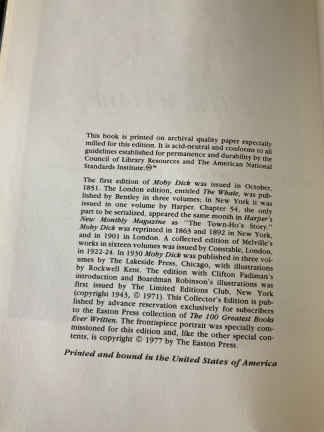 This book is printed on archival quality paper especially
milled for this edition. It is acid-neutral and conforms to all
guidelines established for permanence and durability by the
Council of Library Resources and The American National
Standards Institute.♾™
The first edition of Moby Dick was issued in October,
1851. The London edition, entitled The Whale, was pub-
lished by Bentley in three volumes; in New York it was
issued in one volume by Harper. Chapter 54, the only
part to be serialized, appeared the same month in Harper's
New Monthly Magazine as "The Town-Ho's Story."
Moby Dick was reprinted in 1863 and 1892 in New York,
and in 1901 in London. A collected edition of Melville's
works in sixteen volumes was issued by Constable, London,
in 1922-24. In 1930 Moby Dick was published in three vol-
umes by The Lakeside Press, Chicago, with illustrations
by Rockwell Kent. The edition with Clifton Fadiman's
introduction and Boardman Robinson's illustrations was
first issued by The Limited Editions Club, New York
(copyright 1943, © 1971). This Collector's Edition is pub-
lished by advance reservation exclusively for subscribers
to the Easton Press collection of The 100 Greatest Books
Ever Written. The frontispiece portrait was specially com-
missioned for this edition and, like the other special con-
tents, is copyright © 1977 by The Easton Press.
Printed and bound in the United States of America